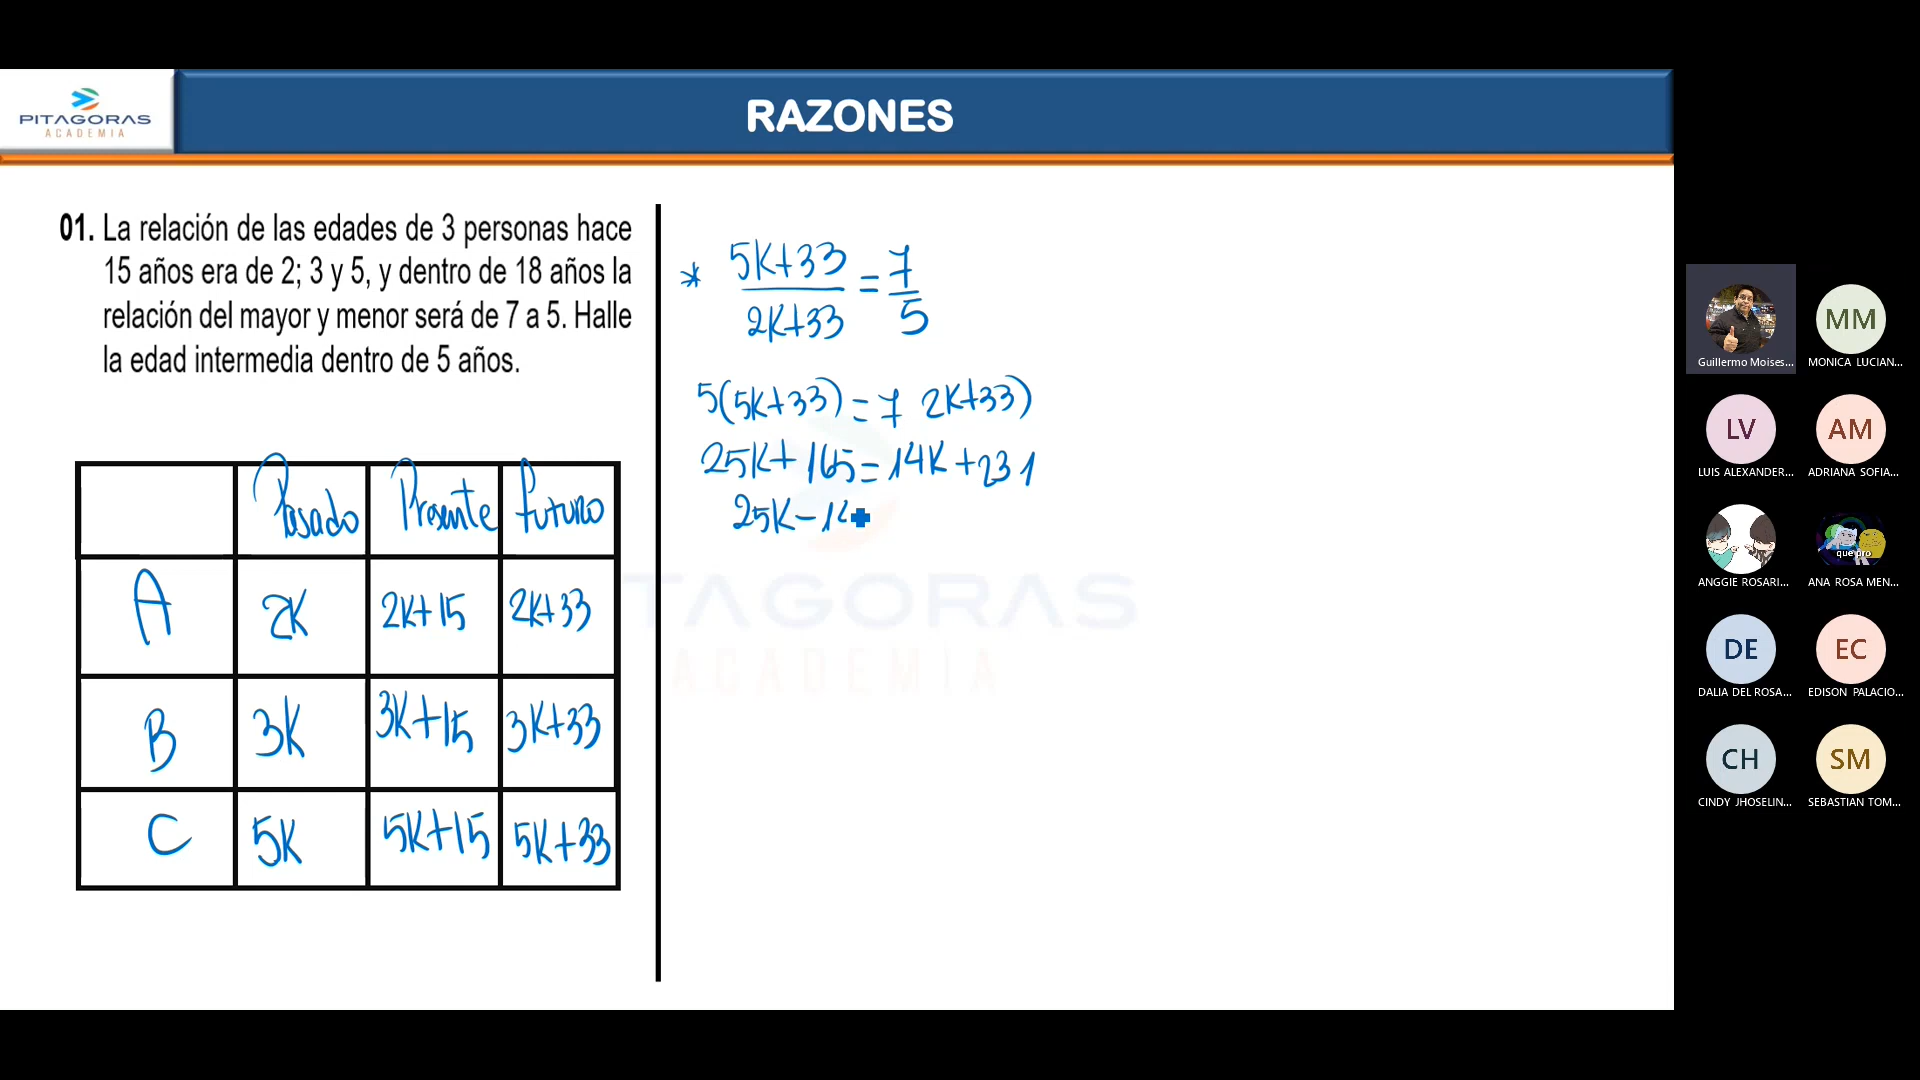 PITAGORAS
ACADEMIA
RAZONES
01. La relación de las edades de 3 personas hace
15 años era de 2; 3 y 5, y dentro de 18 años la
relación del mayor y menor será de 7 a 5. Halle
la edad intermedia dentro de 5 años.
Pasado Presente futuro
A 2K 2K+15 2K+33
B 3K 3K+15 3K+33
C 5K 5K+15 5K+33
* 5K+33 = 7
2K+33 5
5(5K+33) = 7 2K+33)
25K+165=14K+231
25K-14
PITAGORAS
ACADEMIA
Guillermo Moises...
MM
MONICA LUCIAN...
LV
LUIS ALEXANDER...
AM
ADRIANA SOFIA...
ANGGIE ROSARI...
que pro
ANA ROSA MEN...
DE
DALIA DEL ROSA...
EC
EDISON PALACIO...
CH
CINDY JHOSELIN...
SM
SEBASTIAN TOM...